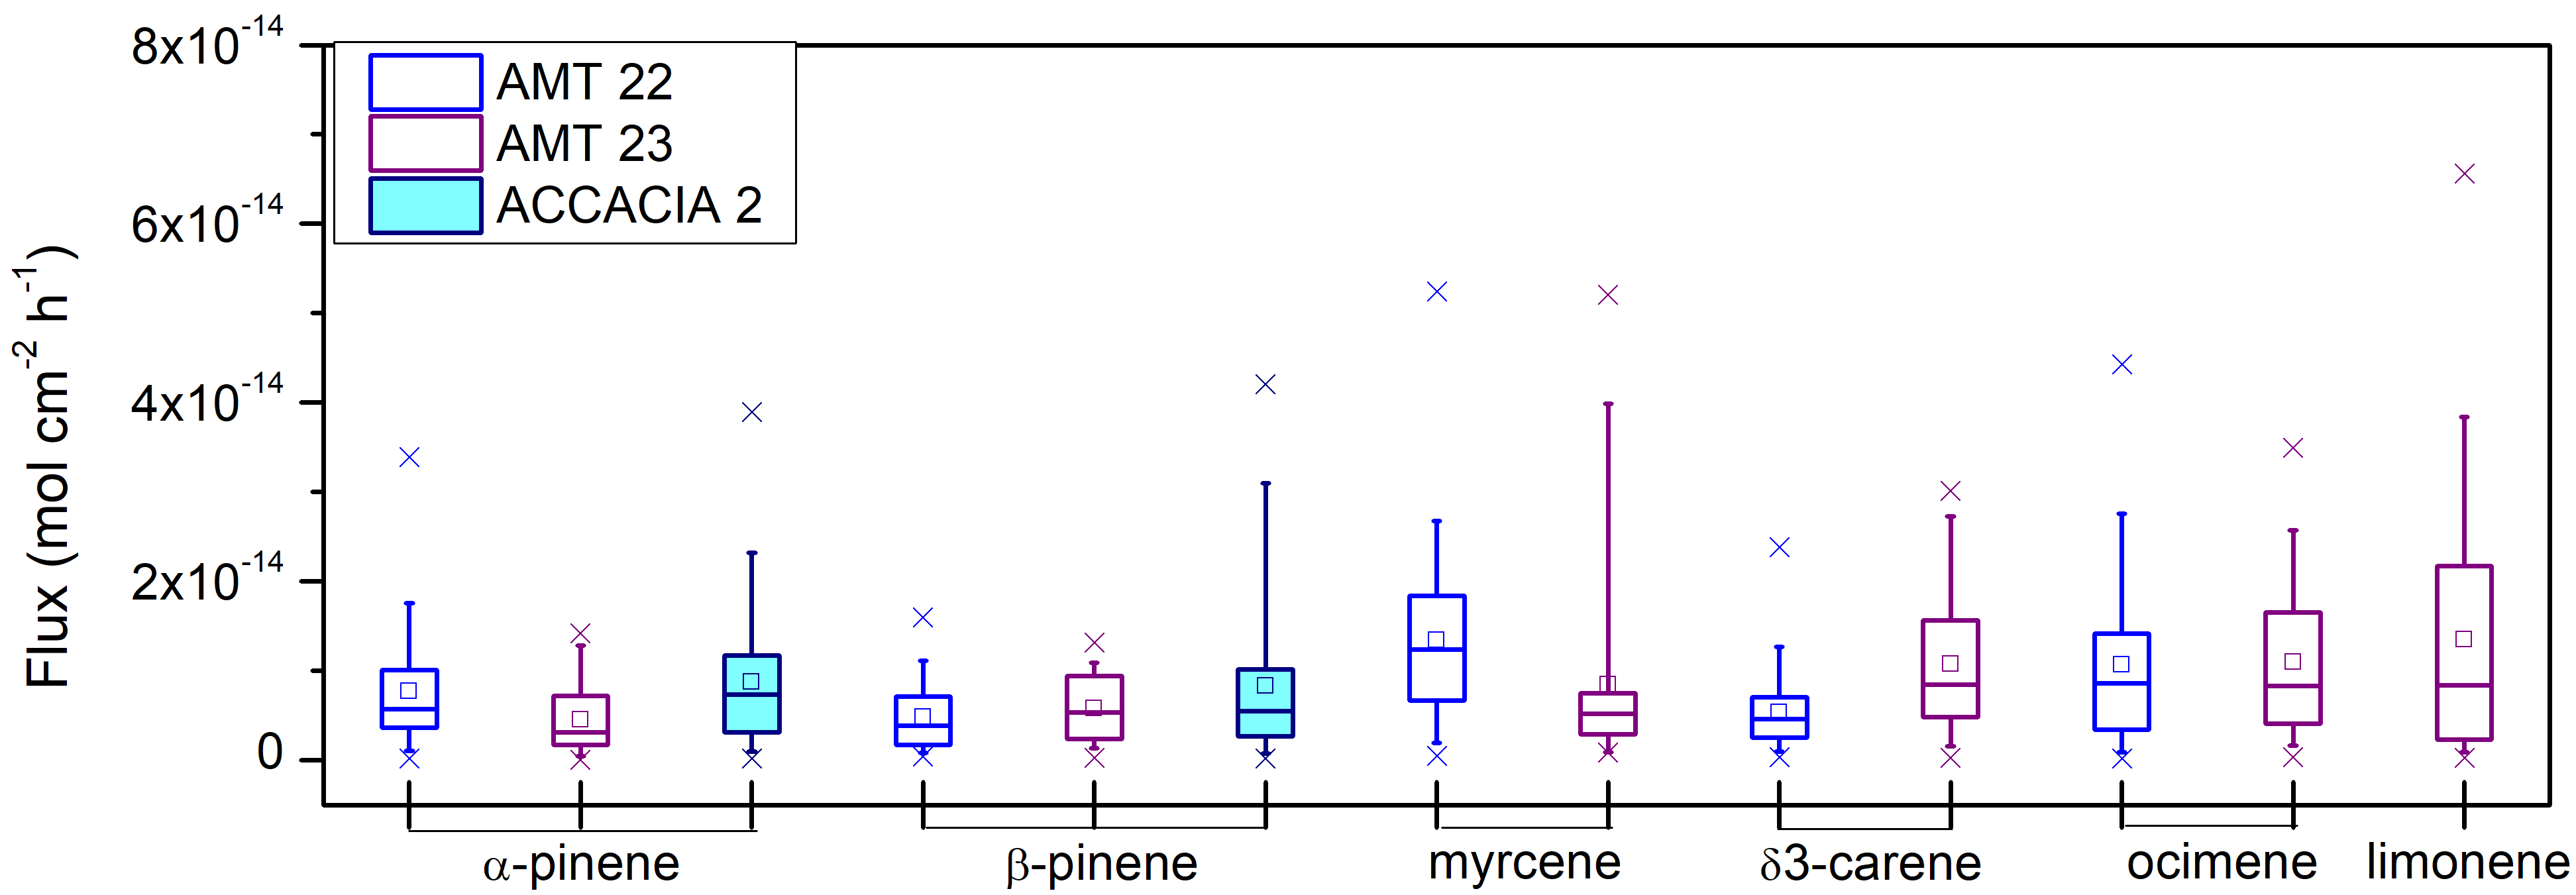 8x10^-14
6x10^-14
4x10^-14
2x10^-14
0
Flux (mol cm^-2 h^-1)
AMT 22
AMT 23
ACCACIA 2
α-pinene
β-pinene
myrcene
δ3-carene
ocimene
limonene